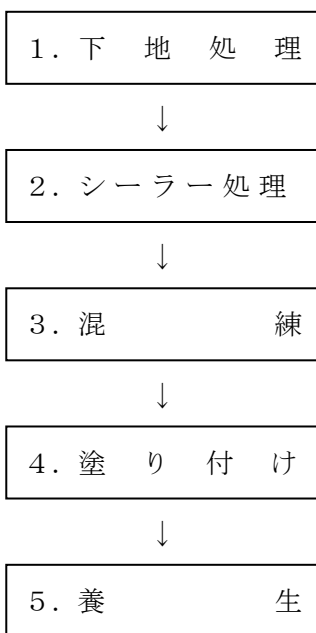 1. 下地処理
↓
2. シーラー処理
↓
3. 混練
↓
4. 塗り付け
↓
5. 養生